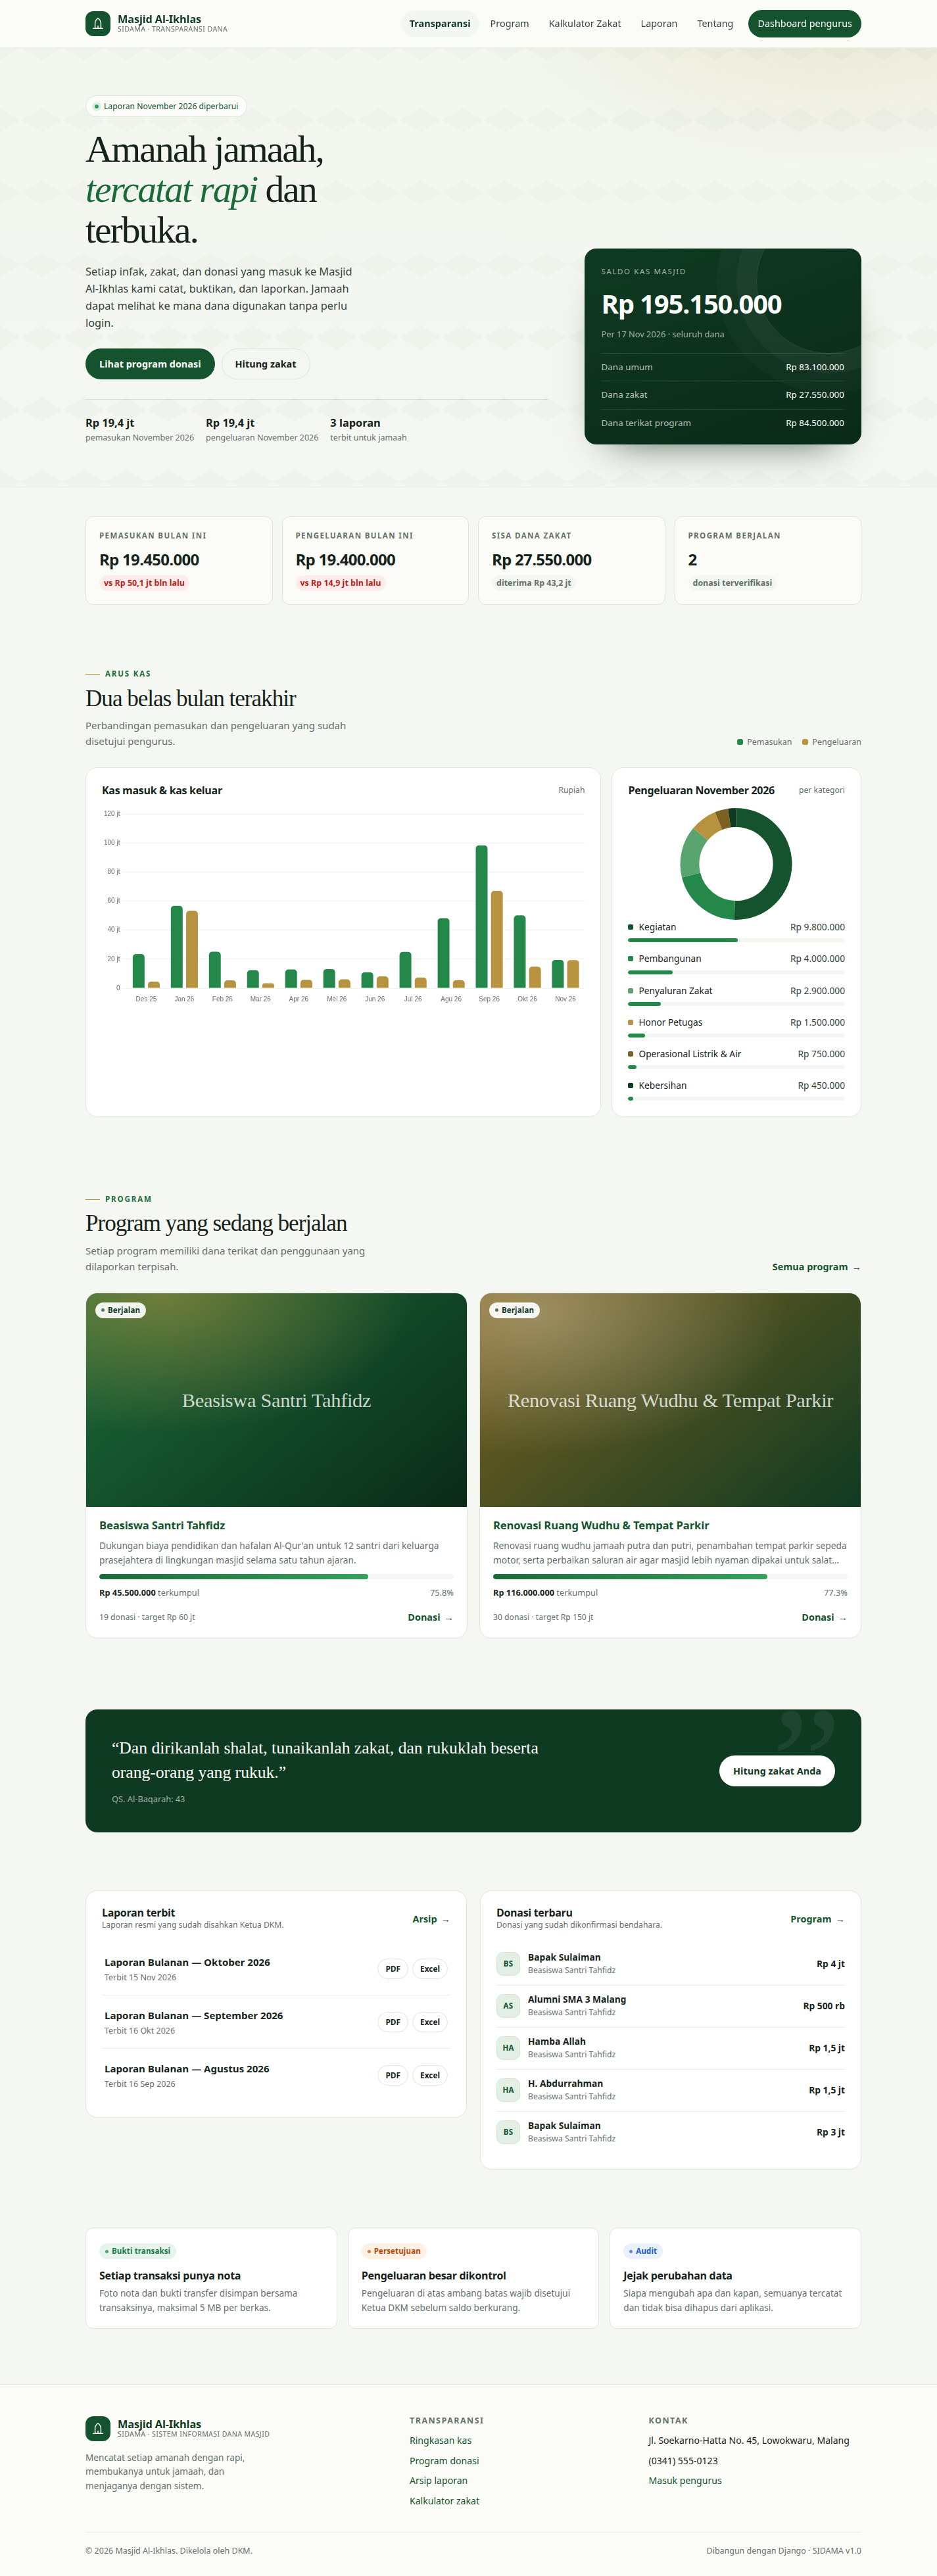 Masjid Al-Ikhlas
SIDAMA · TRANSPARANSI DANA
Transparansi
Program
Kalkulator Zakat
Laporan
Tentang
Dashboard pengurus
Laporan November 2026 diperbarui
Amanah jamaah,
tercatat rapi dan
terbuka.
Setiap infak, zakat, dan donasi yang masuk ke Masjid
Al-Ikhlas kami catat, buktikan, dan laporkan. Jamaah
dapat melihat ke mana dana digunakan tanpa perlu
login.
Lihat program donasi
Hitung zakat
Rp 19,4 jt
pemasukan November 2026
Rp 19,4 jt
pengeluaran November 2026
3 laporan
terbit untuk jamaah
SALDO KAS MASJID
Rp 195.150.000
Per 17 Nov 2026 · seluruh dana
Dana umum
Rp 83.100.000
Dana zakat
Rp 27.550.000
Dana terikat program
Rp 84.500.000
PEMASUKAN BULAN INI
Rp 19.450.000
vs Rp 50,1 jt bln lalu
PENGELUARAN BULAN INI
Rp 19.400.000
vs Rp 14,9 jt bln lalu
SISA DANA ZAKAT
Rp 27.550.000
diterima Rp 43,2 jt
PROGRAM BERJALAN
2
donasi terverifikasi
ARUS KAS
Dua belas bulan terakhir
Perbandingan pemasukan dan pengeluaran yang sudah
disetujui pengurus.
Pemasukan
Pengeluaran
Kas masuk & kas keluar
Rupiah
120 jt
100 jt
80 jt
60 jt
40 jt
20 jt
0
Des 25
Jan 26
Feb 26
Mar 26
Apr 26
Mei 26
Jun 26
Jul 26
Agu 26
Sep 26
Okt 26
Nov 26
Pengeluaran November 2026
per kategori
Kegiatan
Rp 9.800.000
Pembangunan
Rp 4.000.000
Penyaluran Zakat
Rp 2.900.000
Honor Petugas
Rp 1.500.000
Operasional Listrik & Air
Rp 750.000
Kebersihan
Rp 450.000
PROGRAM
Program yang sedang berjalan
Setiap program memiliki dana terikat dan penggunaan yang
dilaporkan terpisah.
Semua program →
Berjalan
Beasiswa Santri Tahfidz
Beasiswa Santri Tahfidz
Dukungan biaya pendidikan dan hafalan Al-Qur'an untuk 12 santri dari keluarga
prasejahtera di lingkungan masjid selama satu tahun ajaran.
Rp 45.500.000 terkumpul
75.8%
19 donasi · target Rp 60 jt
Donasi →
Berjalan
Renovasi Ruang Wudhu & Tempat Parkir
Renovasi Ruang Wudhu & Tempat Parkir
Renovasi ruang wudhu jamaah putra dan putri, penambahan tempat parkir sepeda
motor, serta perbaikan saluran air agar masjid lebih nyaman dipakai untuk salat...
Rp 116.000.000 terkumpul
77.3%
30 donasi · target Rp 150 jt
Donasi →
“Dan dirikanlah shalat, tunaikanlah zakat, dan rukuklah beserta
orang-orang yang rukuk.”
QS. Al-Baqarah: 43
”
Hitung zakat Anda
Laporan terbit
Laporan resmi yang sudah disahkan Ketua DKM.
Arsip →
Laporan Bulanan — Oktober 2026
Terbit 15 Nov 2026
PDF
Excel
Laporan Bulanan — September 2026
Terbit 16 Okt 2026
PDF
Excel
Laporan Bulanan — Agustus 2026
Terbit 16 Sep 2026
PDF
Excel
Donasi terbaru
Donasi yang sudah dikonfirmasi bendahara.
Program →
BS
Bapak Sulaiman
Beasiswa Santri Tahfidz
Rp 4 jt
AS
Alumni SMA 3 Malang
Beasiswa Santri Tahfidz
Rp 500 rb
HA
Hamba Allah
Beasiswa Santri Tahfidz
Rp 1,5 jt
HA
H. Abdurrahman
Beasiswa Santri Tahfidz
Rp 1,5 jt
BS
Bapak Sulaiman
Beasiswa Santri Tahfidz
Rp 3 jt
Bukti transaksi
Setiap transaksi punya nota
Foto nota dan bukti transfer disimpan bersama
transaksinya, maksimal 5 MB per berkas.
Persetujuan
Pengeluaran besar dikontrol
Pengeluaran di atas ambang batas wajib disetujui
Ketua DKM sebelum saldo berkurang.
Audit
Jejak perubahan data
Siapa mengubah apa dan kapan, semuanya tercatat
dan tidak bisa dihapus dari aplikasi.
Masjid Al-Ikhlas
SIDAMA · SISTEM INFORMASI DANA MASJID
Mencatat setiap amanah dengan rapi,
membukanya untuk jamaah, dan
menjaganya dengan sistem.
TRANSPARANSI
Ringkasan kas
Program donasi
Arsip laporan
Kalkulator zakat
KONTAK
Jl. Soekarno-Hatta No. 45, Lowokwaru, Malang
(0341) 555-0123
Masuk pengurus
© 2026 Masjid Al-Ikhlas. Dikelola oleh DKM.
Dibangun dengan Django · SIDAMA v1.0